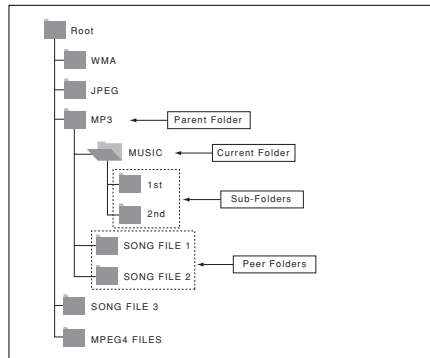 Root
WMA
JPEG
MP3
Parent Folder
MUSIC
Current Folder
1st
Sub-Folders
2nd
SONG FILE 1
Peer Folders
SONG FILE 2
SONG FILE 3
MPEG4 FILES